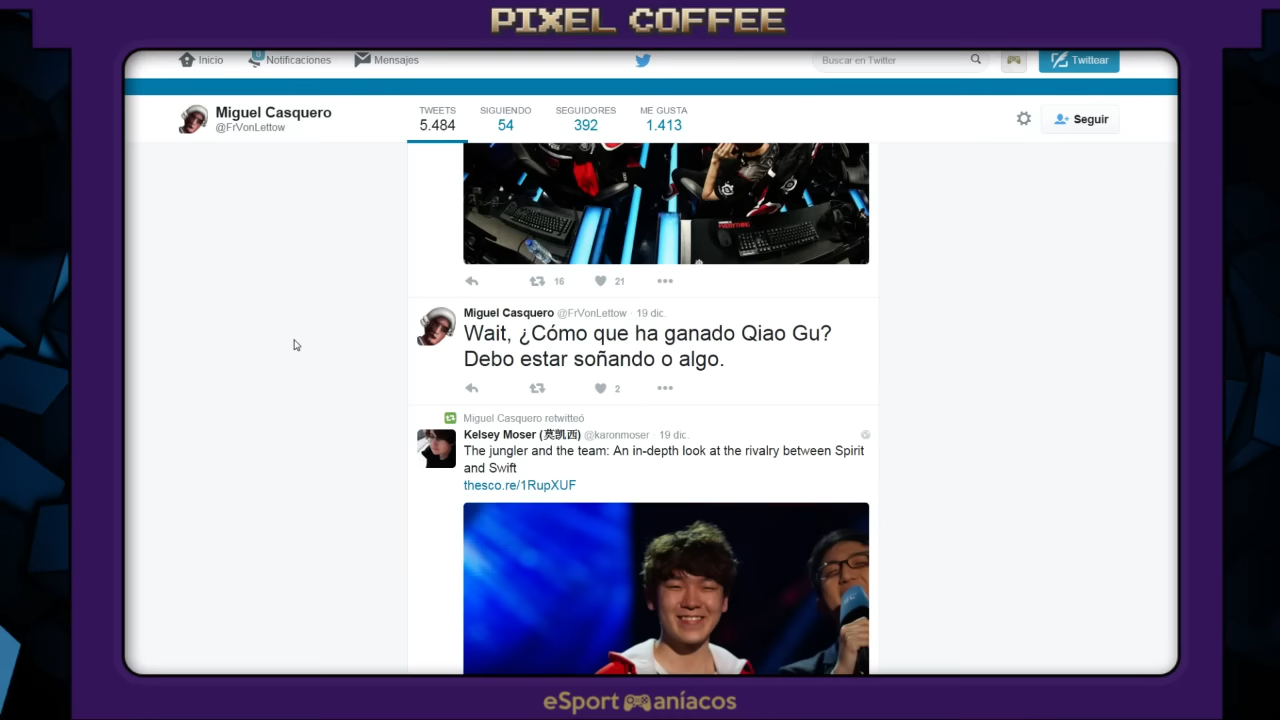 PIXEL COFFEE
Inicio
0
Notificaciones
Mensajes
Buscar en Twitter
Twittear
Miguel Casquero
@FrVonLettow
TWEETS
5.484
SIGUIENDO
54
SEGUIDORES
392
ME GUSTA
1.413
Seguir
16
21
Miguel Casquero @FrVonLettow · 19 dic.
Wait, ¿Cómo que ha ganado Qiao Gu?
Debo estar soñando o algo.
2
Miguel Casquero retwitteó
Kelsey Moser (莫凯西) @karonmoser · 19 dic.
The jungler and the team: An in-depth look at the rivalry between Spirit
and Swift
thesco.re/1RupXUF
eSportmaníacos